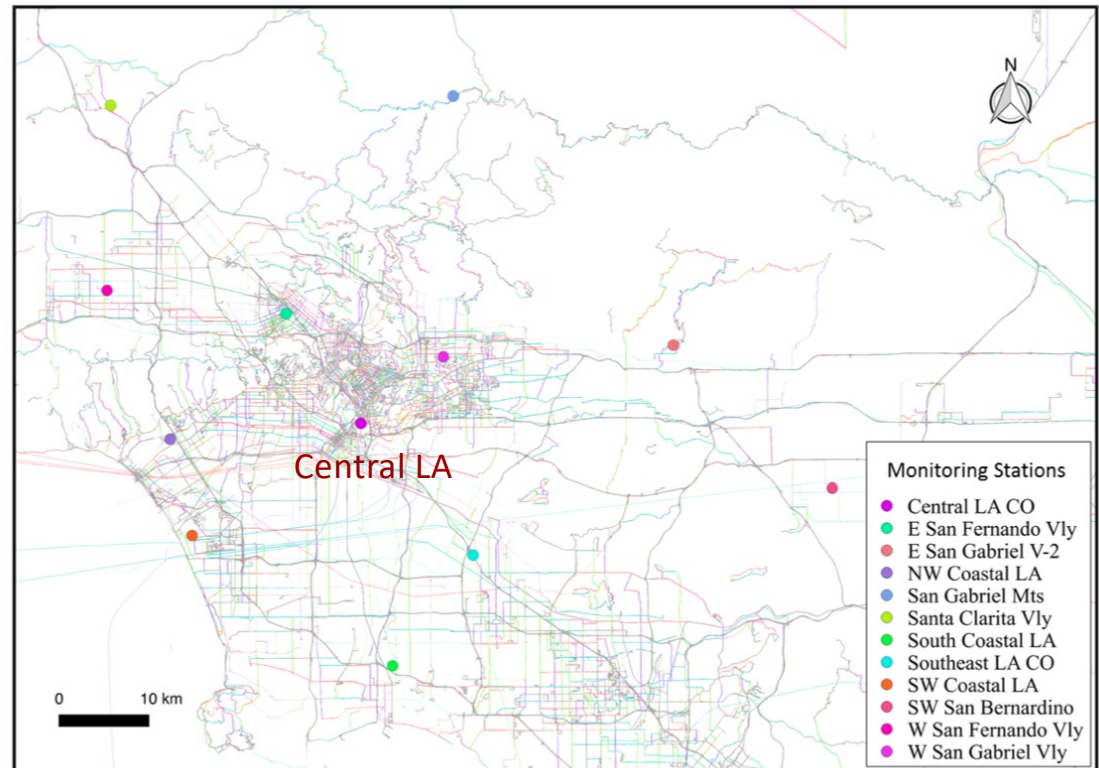 N
Central LA
0 10 km
Monitoring Stations
Central LA CO
E San Fernando Vly
E San Gabriel V-2
NW Coastal LA
San Gabriel Mts
Santa Clarita Vly
South Coastal LA
Southeast LA CO
SW Coastal LA
SW San Bernardino
W San Fernando Vly
W San Gabriel Vly